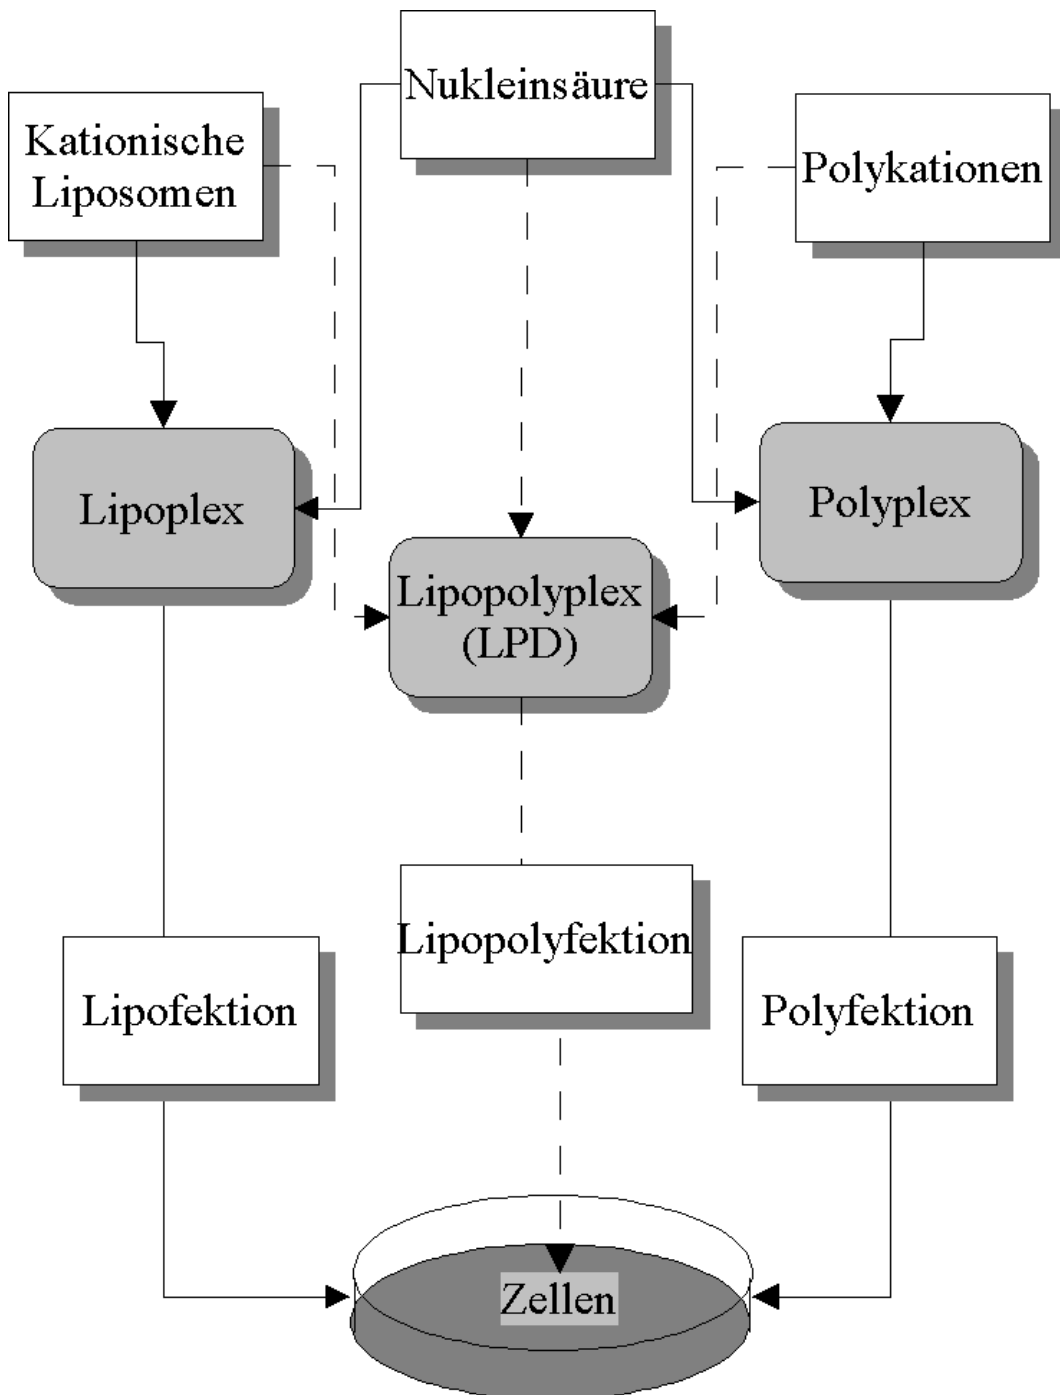 Nukleinsäure
Kationische
Liposomen
Polykationen
Lipoplex
Polyplex
Lipopolyplex
(LPD)
Lipopolyfektion
Lipofektion
Polyfektion
Zellen